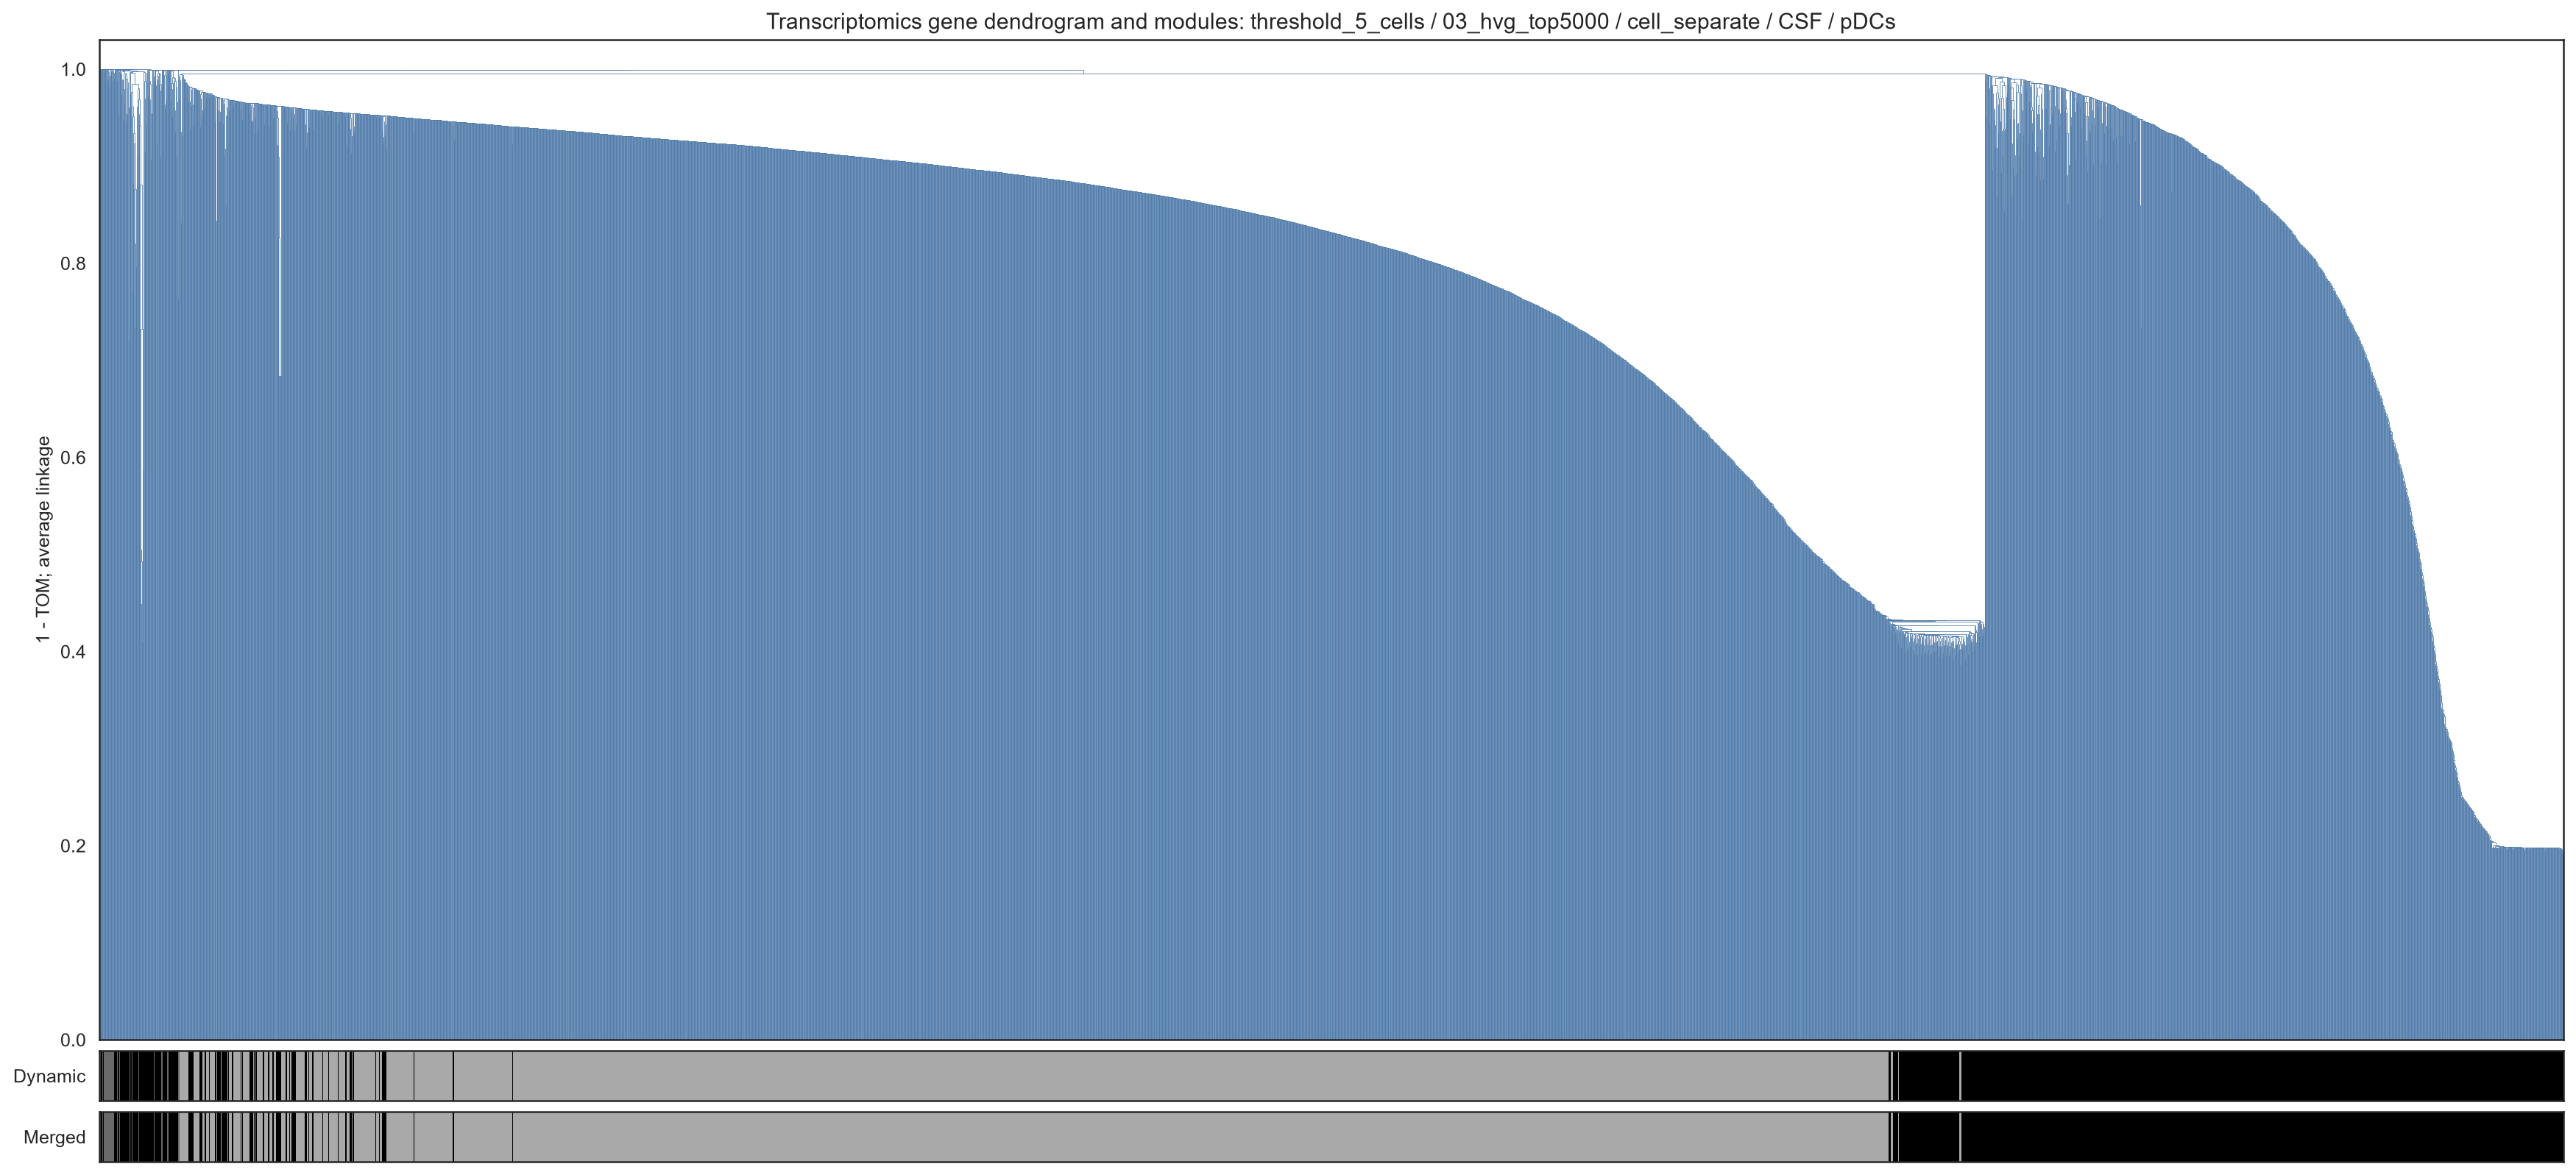 Transcriptomics gene dendrogram and modules: threshold_5_cells / 03_hvg_top5000 / cell_separate / CSF / pDCs
1 - TOM; average linkage
1.0
0.8
0.6
0.4
0.2
0.0
Dynamic
Merged